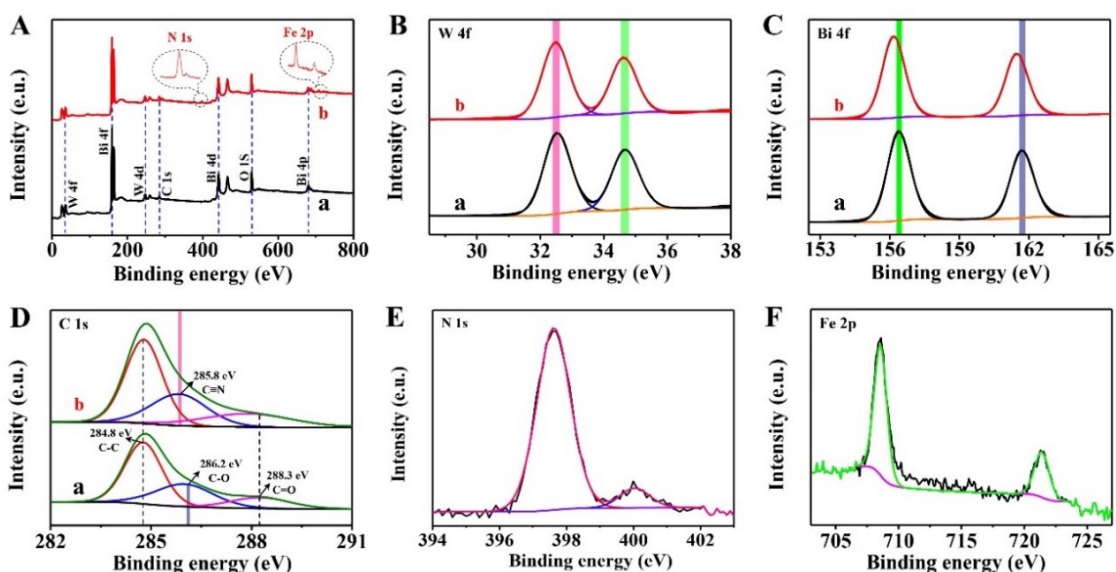 A
N 1s
Fe 2p
b
W 4f
Bi 4f
W 4d
C 1s
Bi 4d
O 1S
Bi 4p
a
Intensity (e.u.)
0 200 400 600 800
Binding energy (eV)
B
W 4f
b
a
Intensity (e.u.)
30 32 34 36 38
Binding energy (eV)
C
Bi 4f
b
a
Intensity (e.u.)
153 156 159 162 165
Binding energy (eV)
D
C 1s
285.8 eV
C≡N
b
284.8 eV
C-C
286.2 eV
C-O
288.3 eV
C=O
a
Intensity (e.u.)
282 285 288 291
Binding energy (eV)
E
N 1s
Intensity (e.u.)
394 396 398 400 402
Binding energy (eV)
F
Fe 2p
Intensity (e.u.)
705 710 715 720 725
Binding energy (eV)